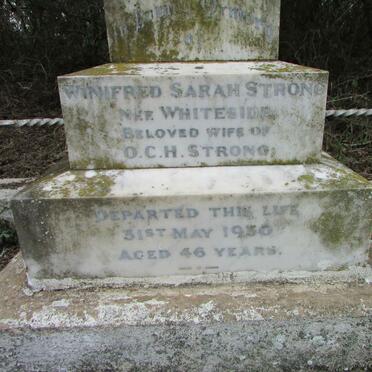 WINIFRED SARAH STRONG
NEE WHITESIDE
BELOVED WIFE OF
O.C.H. STRONG
DEPARTED THIS LIFE
31ST MAY 1930
AGED 46 YEARS.